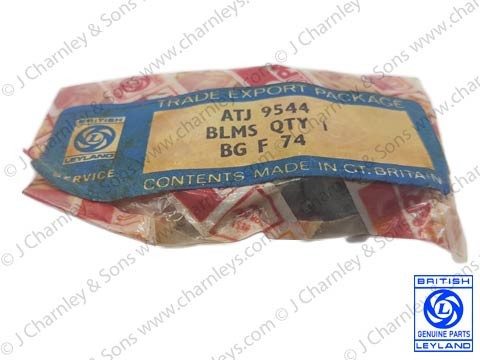 TRADE EXPORT PACKAGE
ATJ 9544
BLMS QTY 1
BG F 74
CONTENTS MADE IN GT. BRITAIN
BRITISH
L
LEYLAND
SERVICE
BRITISH
L
GENUINE PARTS
LEYLAND
© J Charnley & Sons www.jcharnleys.com